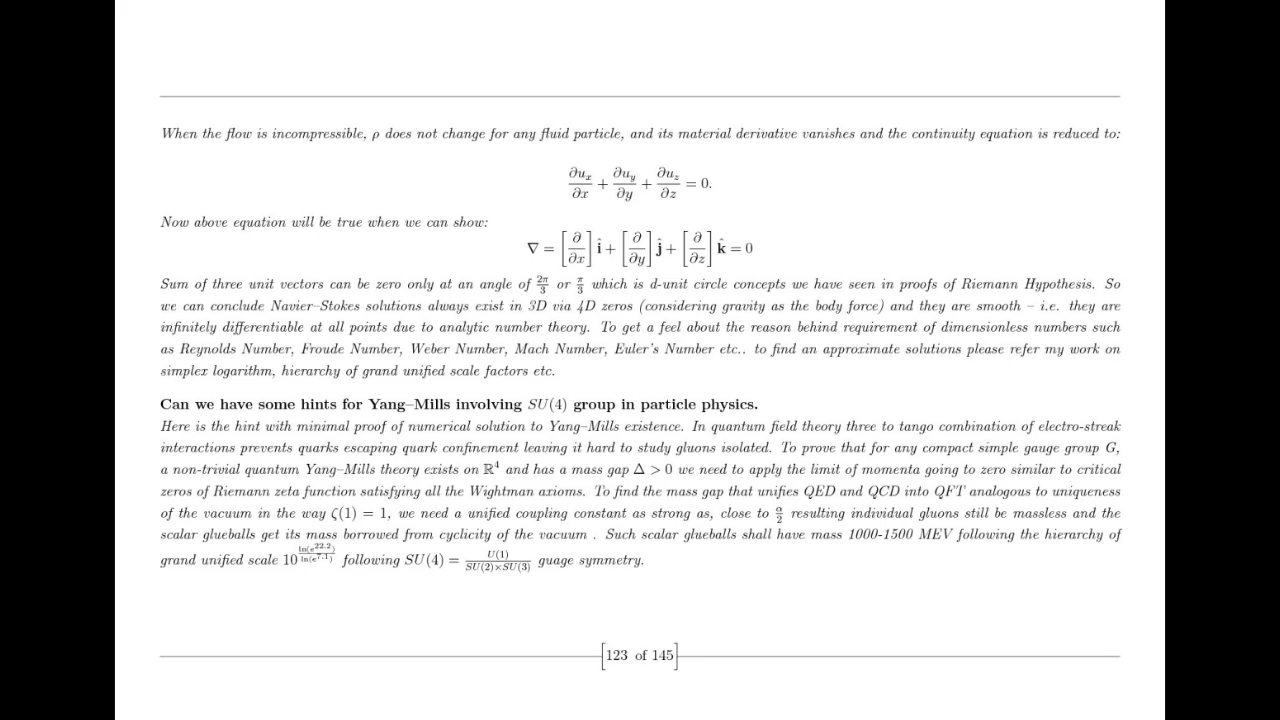 When the flow is incompressible, ρ does not change for any fluid particle, and its material derivative vanishes and the continuity equation is reduced to:
∂u_x/∂x + ∂u_y/∂y + ∂u_z/∂z = 0.
Now above equation will be true when we can show:
∇ = [∂/∂x] î + [∂/∂y] ĵ + [∂/∂z] k̂ = 0
Sum of three unit vectors can be zero only at an angle of 2π/3 or π/3 which is d-unit circle concepts we have seen in proofs of Riemann Hypothesis. So
we can conclude Navier–Stokes solutions always exist in 3D via 4D zeros (considering gravity as the body force) and they are smooth – i.e. they are
infinitely differentiable at all points due to analytic number theory. To get a feel about the reason behind requirement of dimensionless numbers such
as Reynolds Number, Froude Number, Weber Number, Mach Number, Euler's Number etc.. to find an approximate solutions please refer my work on
simplex logarithm, hierarchy of grand unified scale factors etc.
Can we have some hints for Yang–Mills involving SU(4) group in particle physics.
Here is the hint with minimal proof of numerical solution to Yang–Mills existence. In quantum field theory three to tango combination of electro-streak
interactions prevents quarks escaping quark confinement leaving it hard to study gluons isolated. To prove that for any compact simple gauge group G,
a non-trivial quantum Yang–Mills theory exists on ℝ⁴ and has a mass gap Δ > 0 we need to apply the limit of momenta going to zero similar to critical
zeros of Riemann zeta function satisfying all the Wightman axioms. To find the mass gap that unifies QED and QCD into QFT analogous to uniqueness
of the vacuum in the way ζ(1) = 1, we need a unified coupling constant as strong as, close to α/2 resulting individual gluons still be massless and the
scalar glueballs get its mass borrowed from cyclicity of the vacuum . Such scalar glueballs shall have mass 1000-1500 MEV following the hierarchy of
grand unified scale 10^(ln(e^22.2)/ln(e^7.1)) following SU(4) = U(1)/SU(2)×SU(3) guage symmetry.
123 of 145